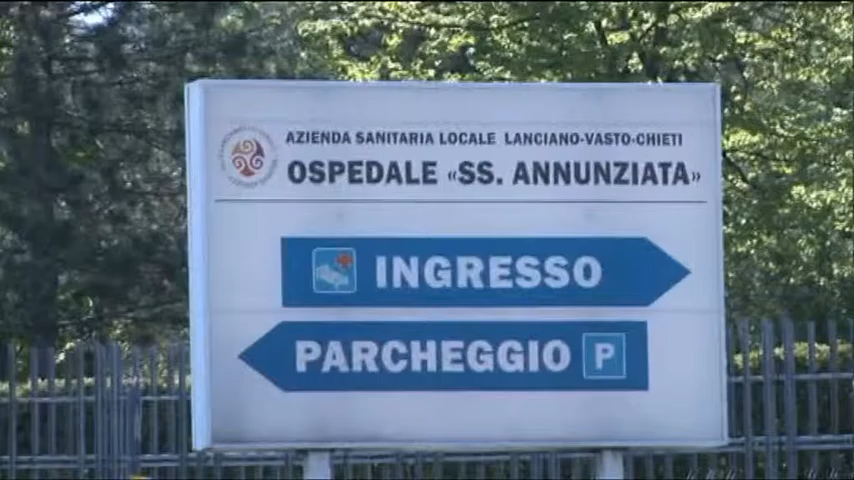 AZIENDA SANITARIA LOCALE LANCIANO-VASTO-CHIETI
OSPEDALE «SS. ANNUNZIATA»
INGRESSO
PARCHEGGIO P